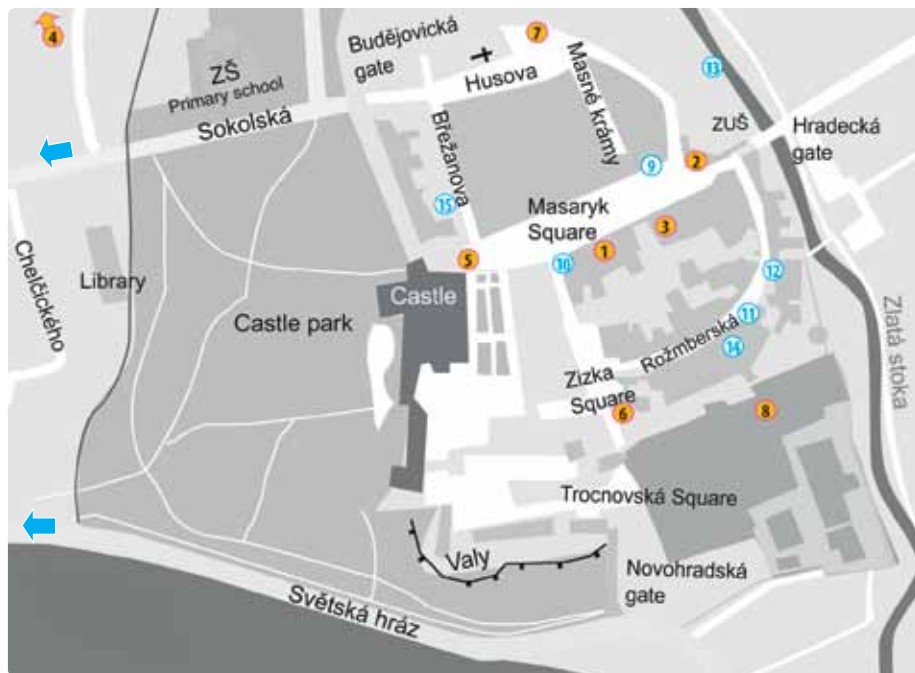 4
7
Budějovická
gate
ZŠ
Primary school
Husova
Masné krámy
13
Sokolská
Březanova
ZUŠ
Hradecká
gate
9
2
15
Masaryk
Square
3
1
5
10
12
Chelčického
Library
Castle
Castle park
11
Rožmberská
14
Zlatá stoka
Zizka
Square
6
8
Trocnovská Square
Valy
Novohradská
gate
Světská hráz